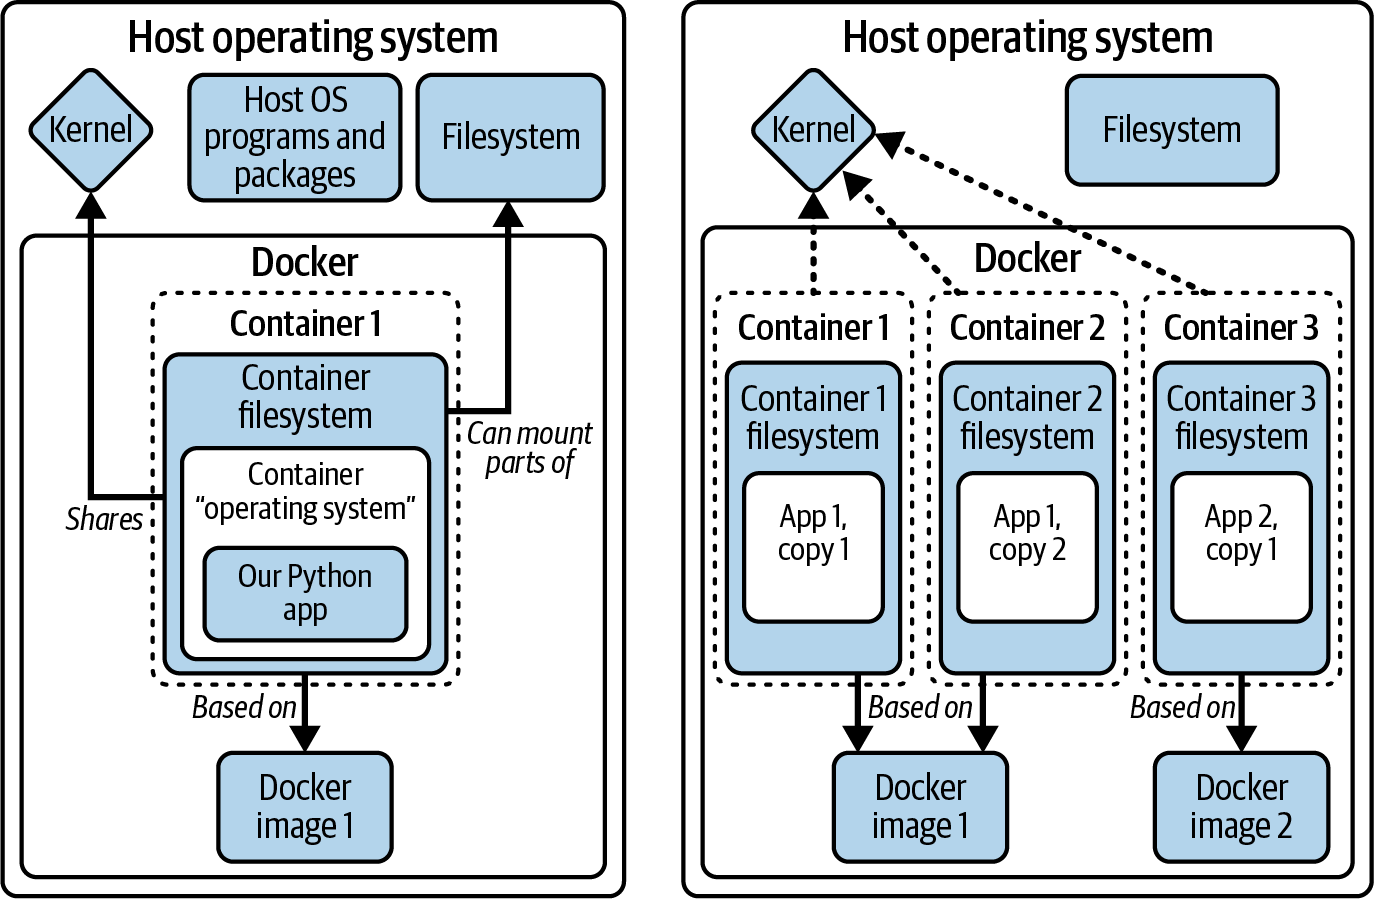 Host operating system
Kernel
Host OS
programs and
packages
Filesystem
Docker
Container 1
Container
filesystem
Can mount
parts of
Container
“operating system”
Shares
Our Python
app
Based on
Docker
image 1
Host operating system
Kernel
Filesystem
Docker
Container 1
Container 1
filesystem
App 1,
copy 1
Container 2
Container 2
filesystem
App 1,
copy 2
Container 3
Container 3
filesystem
App 2,
copy 1
Based on
Based on
Docker
image 1
Docker
image 2